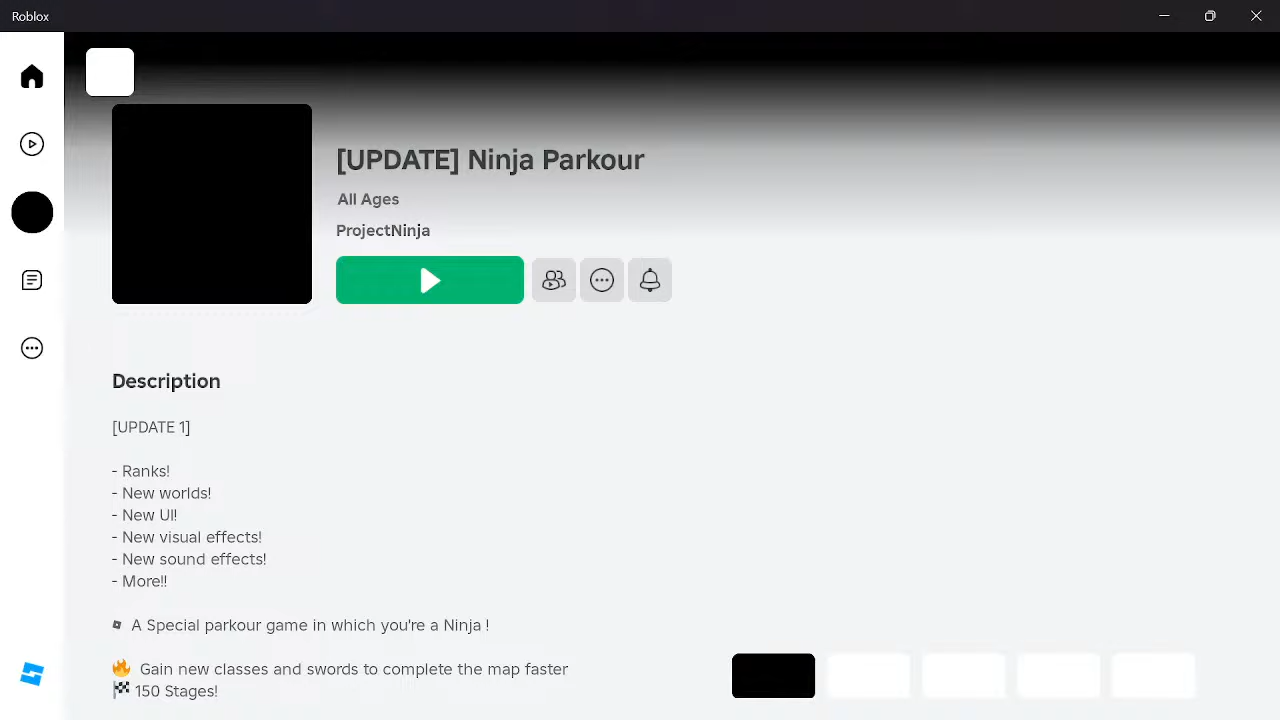 Roblox
[UPDATE] Ninja Parkour
All Ages
ProjectNinja
Description
[UPDATE 1]
- Ranks!
- New worlds!
- New UI!
- New visual effects!
- New sound effects!
- More!!
A Special parkour game in which you're a Ninja !
🔥 Gain new classes and swords to complete the map faster
🏁 150 Stages!